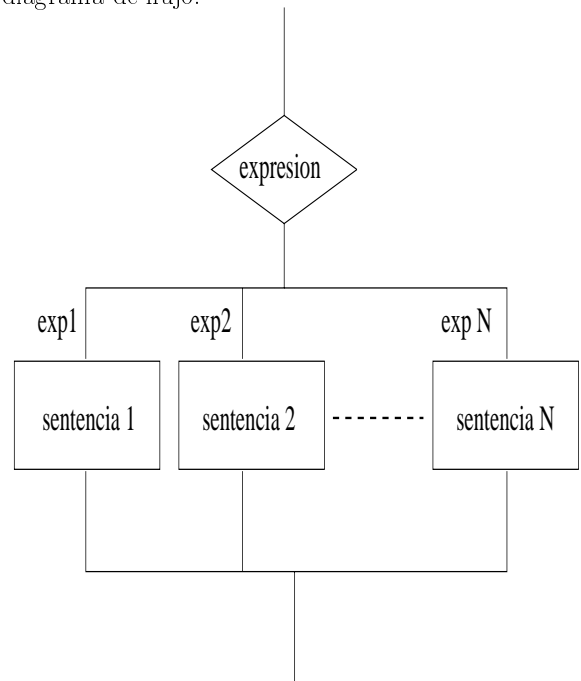 diagrama de flujo.
expresion
exp1 exp2 exp N
sentencia 1 sentencia 2 sentencia N